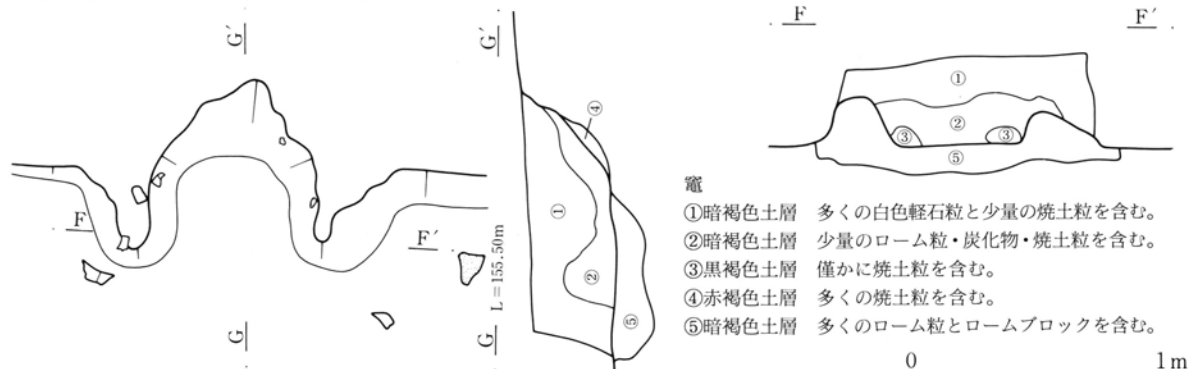 G′
G′
F
F′
①
②
③
③
⑤
④
①
②
⑤
F
F′
L＝155.50m
G
G
竈
①暗褐色土層　多くの白色軽石粒と少量の焼土粒を含む。
②暗褐色土層　少量のローム粒・炭化物・焼土粒を含む。
③黒褐色土層　僅かに焼土粒を含む。
④赤褐色土層　多くの焼土粒を含む。
⑤暗褐色土層　多くのローム粒とロームブロックを含む。
0　1m